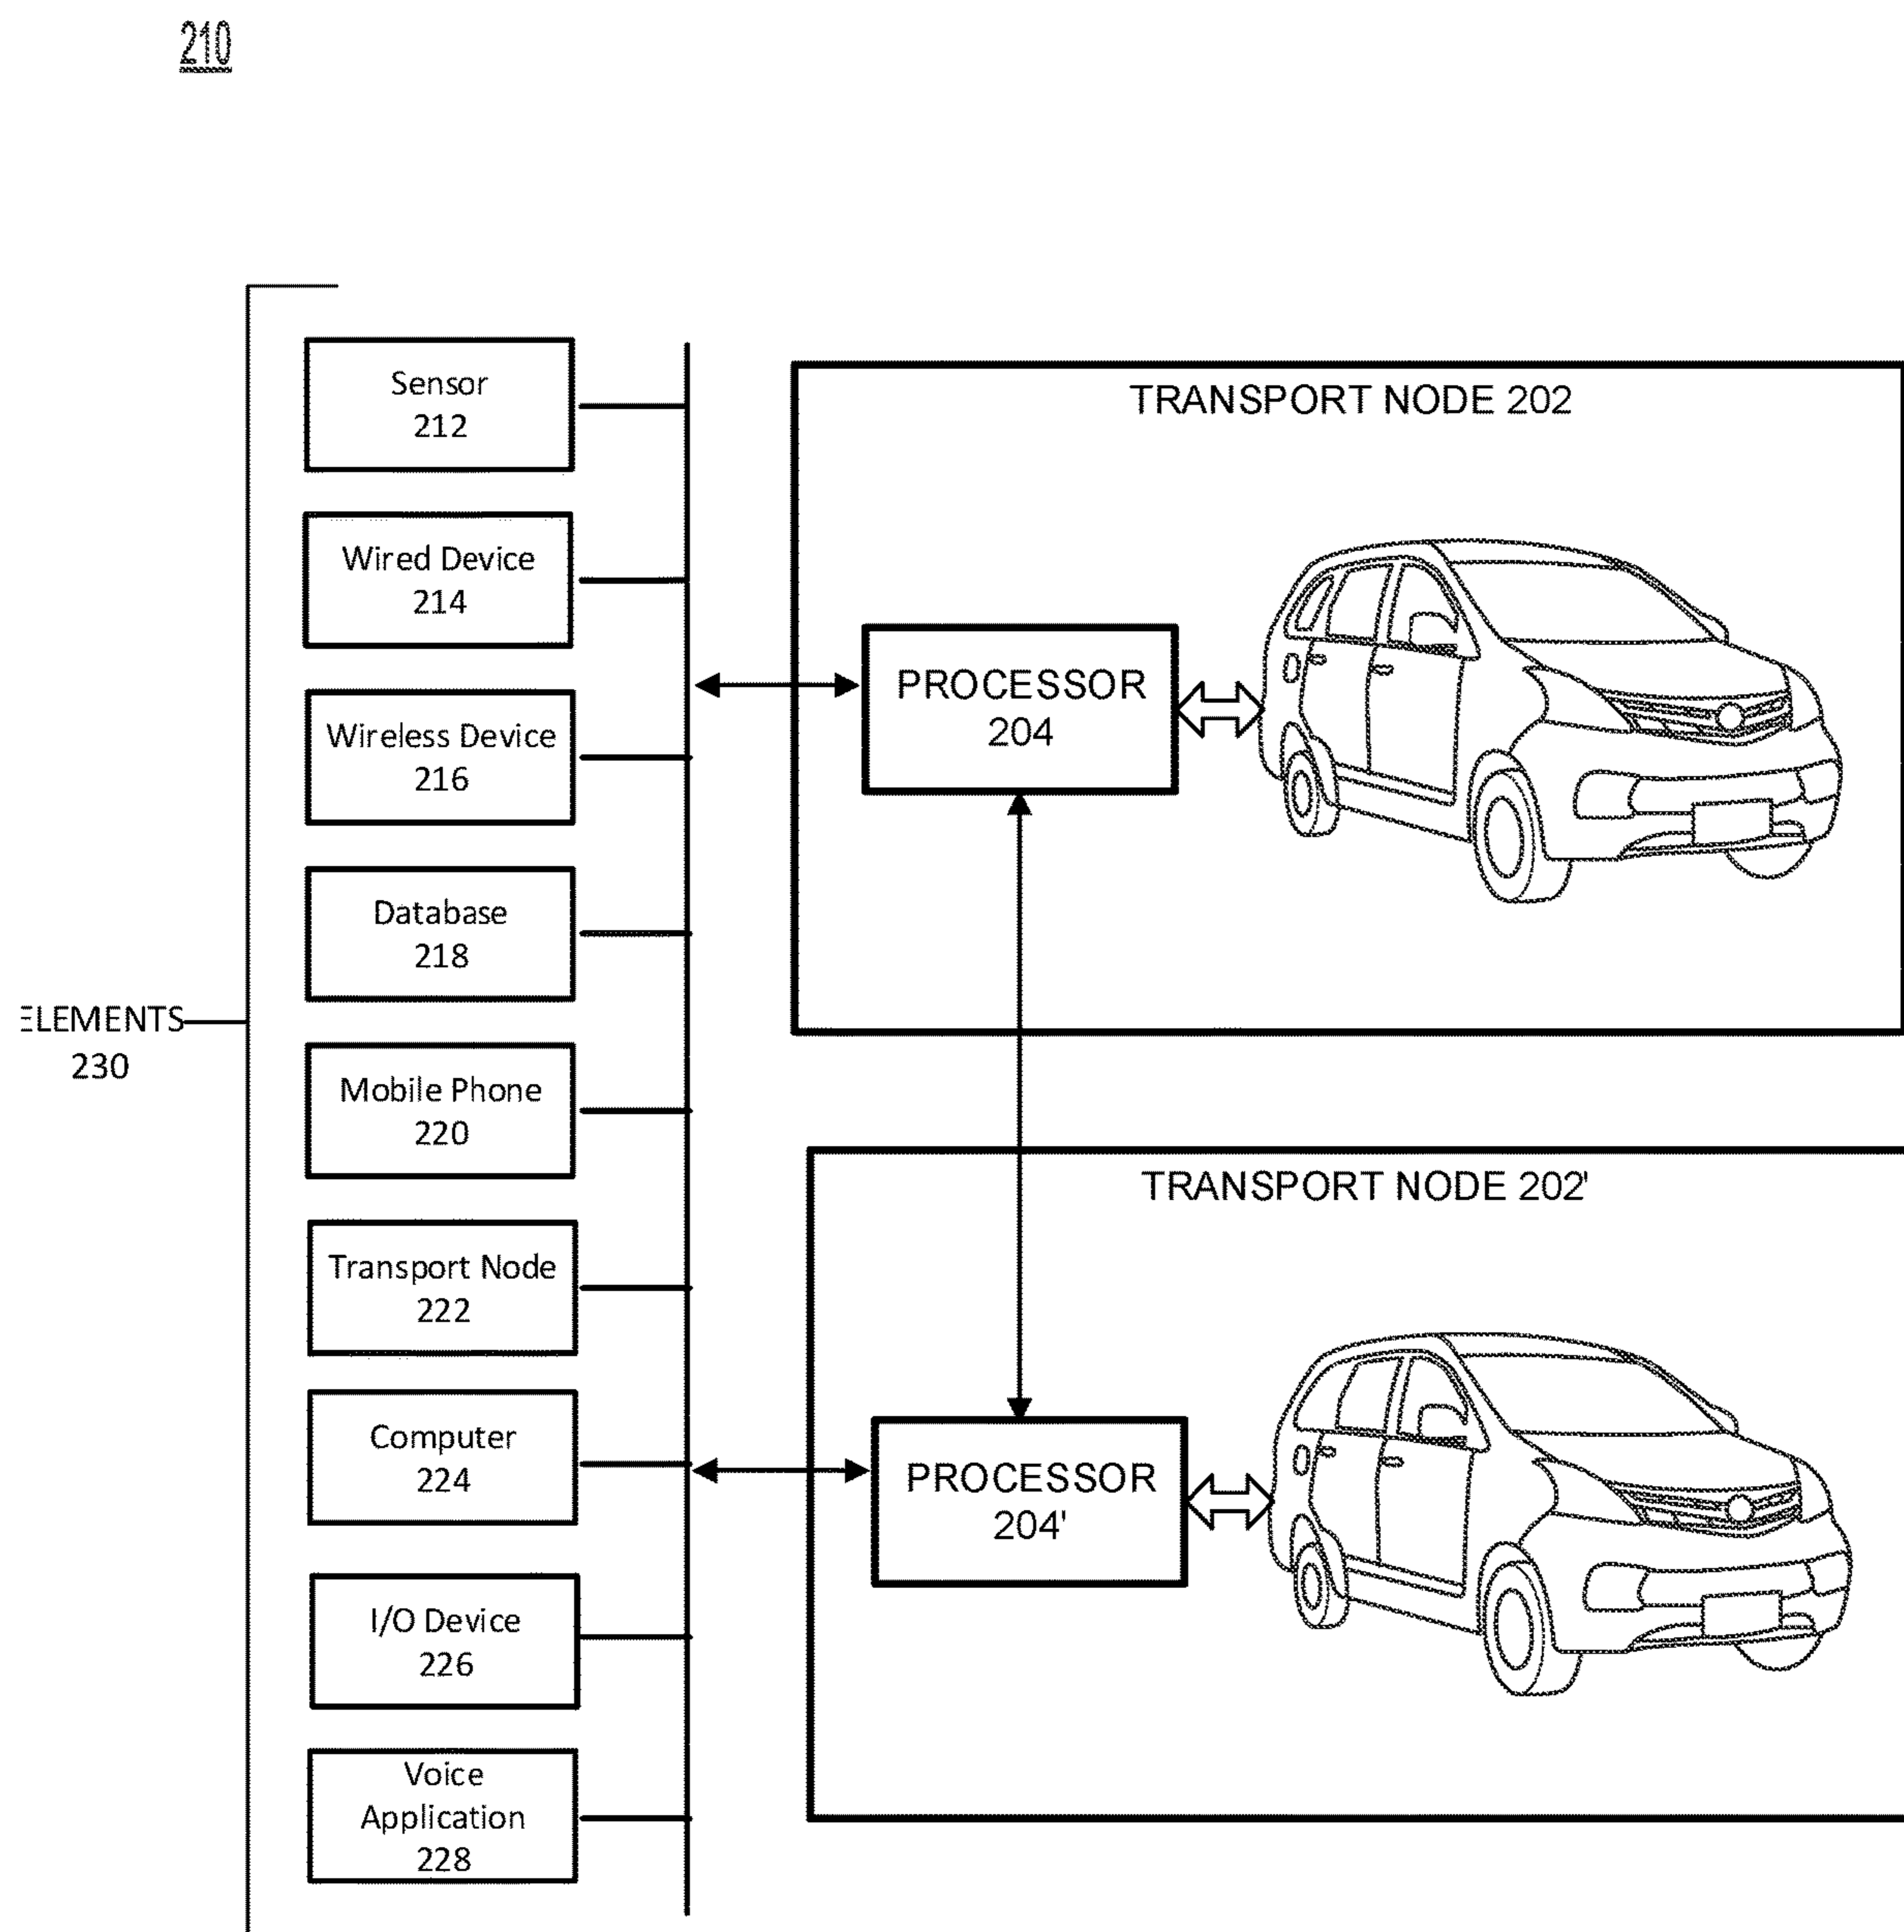 210
Sensor
212
Wired Device
214
Wireless Device
216
Database
218
ELEMENTS
230
Mobile Phone
220
Transport Node
222
Computer
224
I/O Device
226
Voice
Application
228
TRANSPORT NODE 202
PROCESSOR
204
TRANSPORT NODE 202'
PROCESSOR
204'